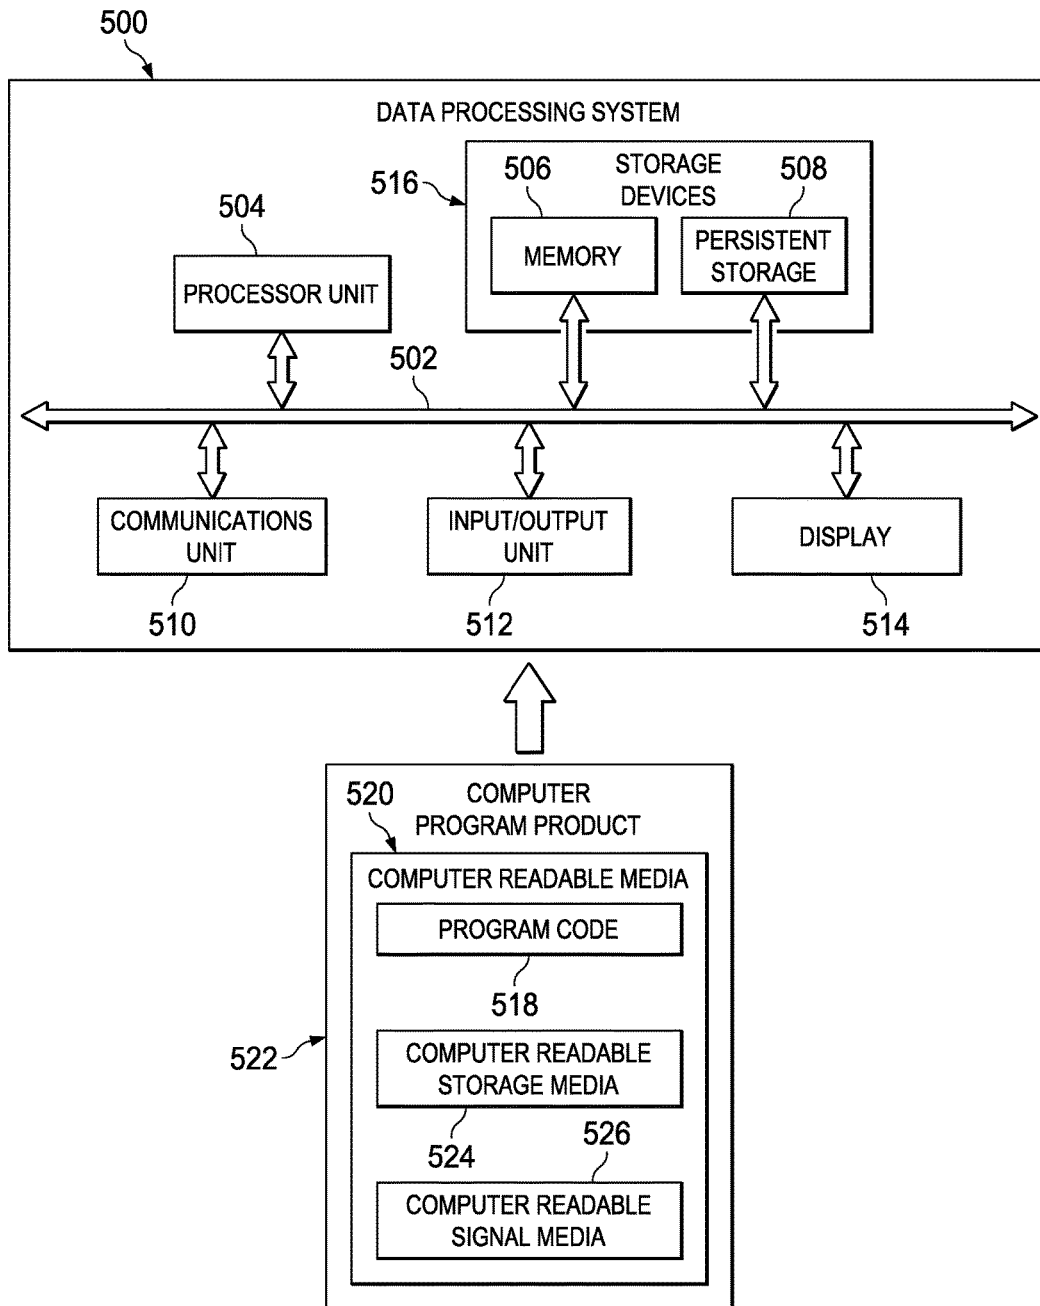 500
DATA PROCESSING SYSTEM
516
506
STORAGE
DEVICES
508
504
MEMORY
PERSISTENT
STORAGE
PROCESSOR UNIT
502
COMMUNICATIONS
UNIT
INPUT/OUTPUT
UNIT
DISPLAY
510
512
514
520
COMPUTER
PROGRAM PRODUCT
COMPUTER READABLE MEDIA
PROGRAM CODE
518
522
COMPUTER READABLE
STORAGE MEDIA
524
526
COMPUTER READABLE
SIGNAL MEDIA